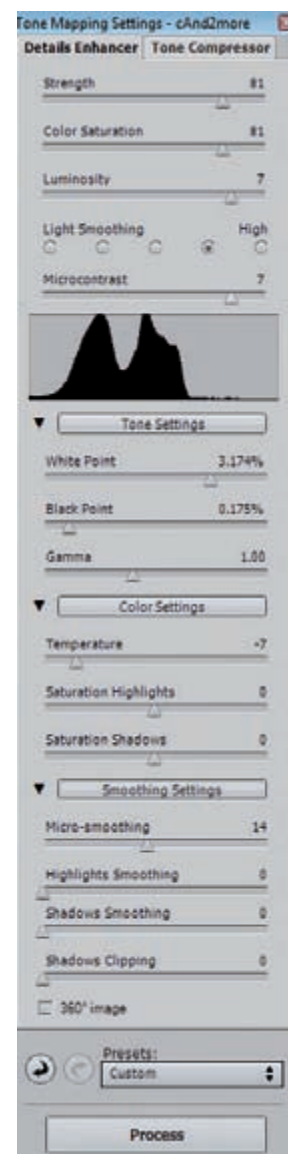 Tone Mapping Settings - cAnd2more
Details Enhancer Tone Compressor
Strength 81
Color Saturation 81
Luminosity 7
Light Smoothing High
Microcontrast 7
Tone Settings
White Point 3.174%
Black Point 0.175%
Gamma 1.00
Color Settings
Temperature -7
Saturation Highlights 0
Saturation Shadows 0
Smoothing Settings
Micro-smoothing 14
Highlights Smoothing 0
Shadows Smoothing 0
Shadows Clipping 0
360° image
Presets:
Custom
Process